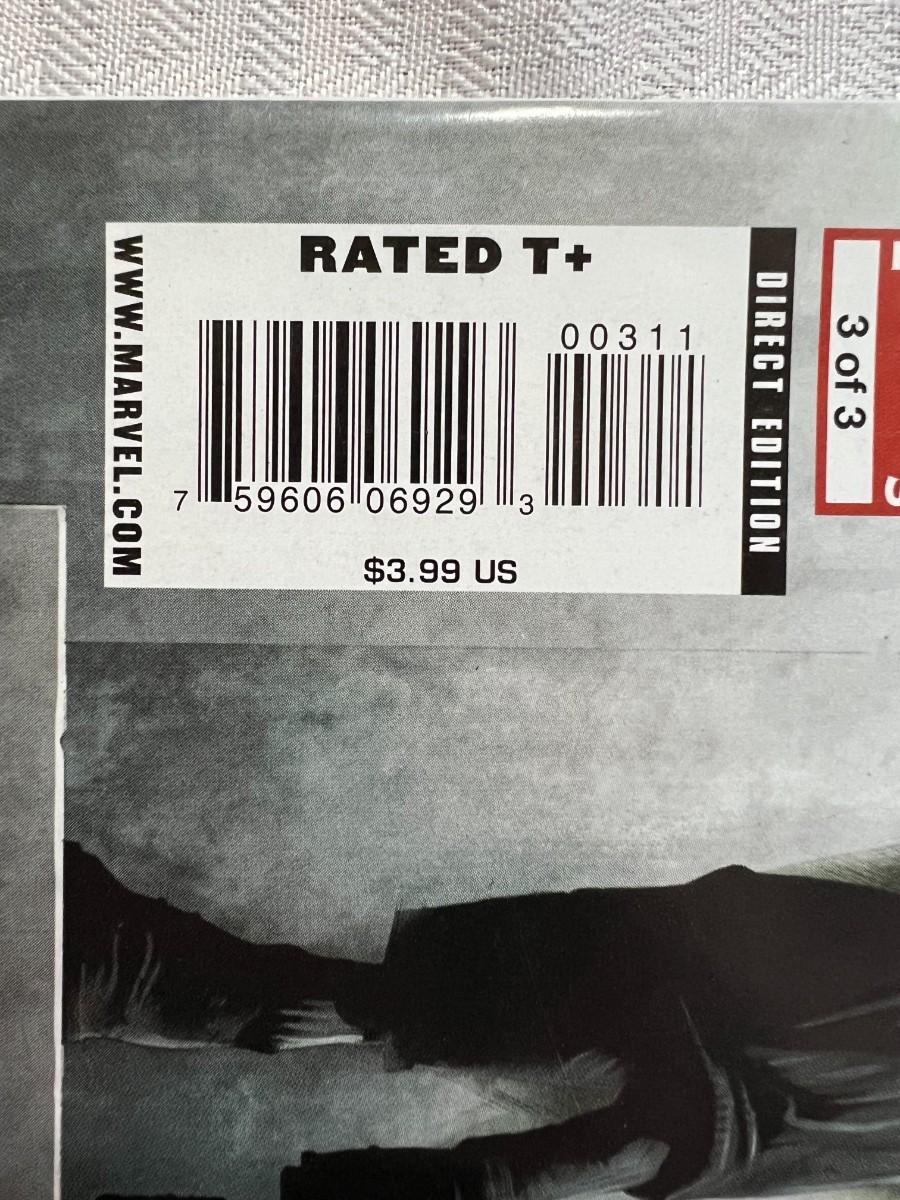 RATED T+
WWW.MARVEL.COM
00311
7 59606 06929 3
$3.99 US
DIRECT EDITION
3 of 3